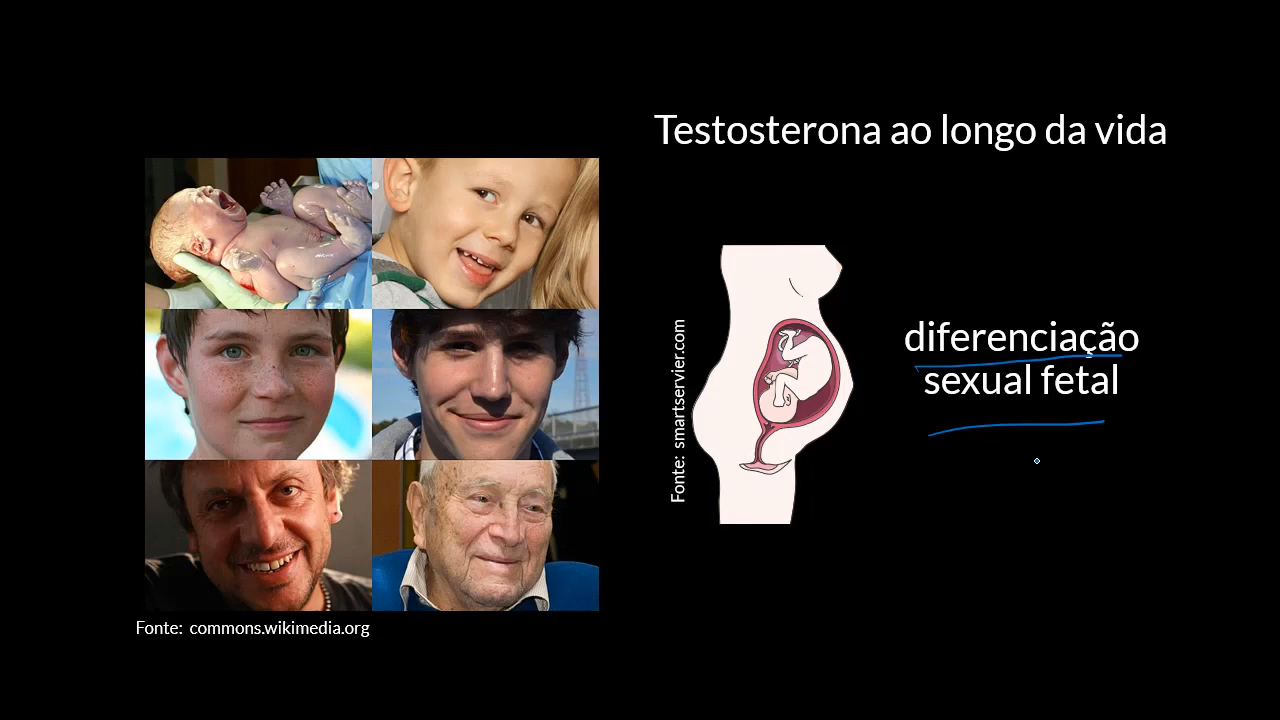 Testosterona ao longo da vida
diferenciação
sexual fetal
Fonte: smartservier.com
Fonte: commons.wikimedia.org